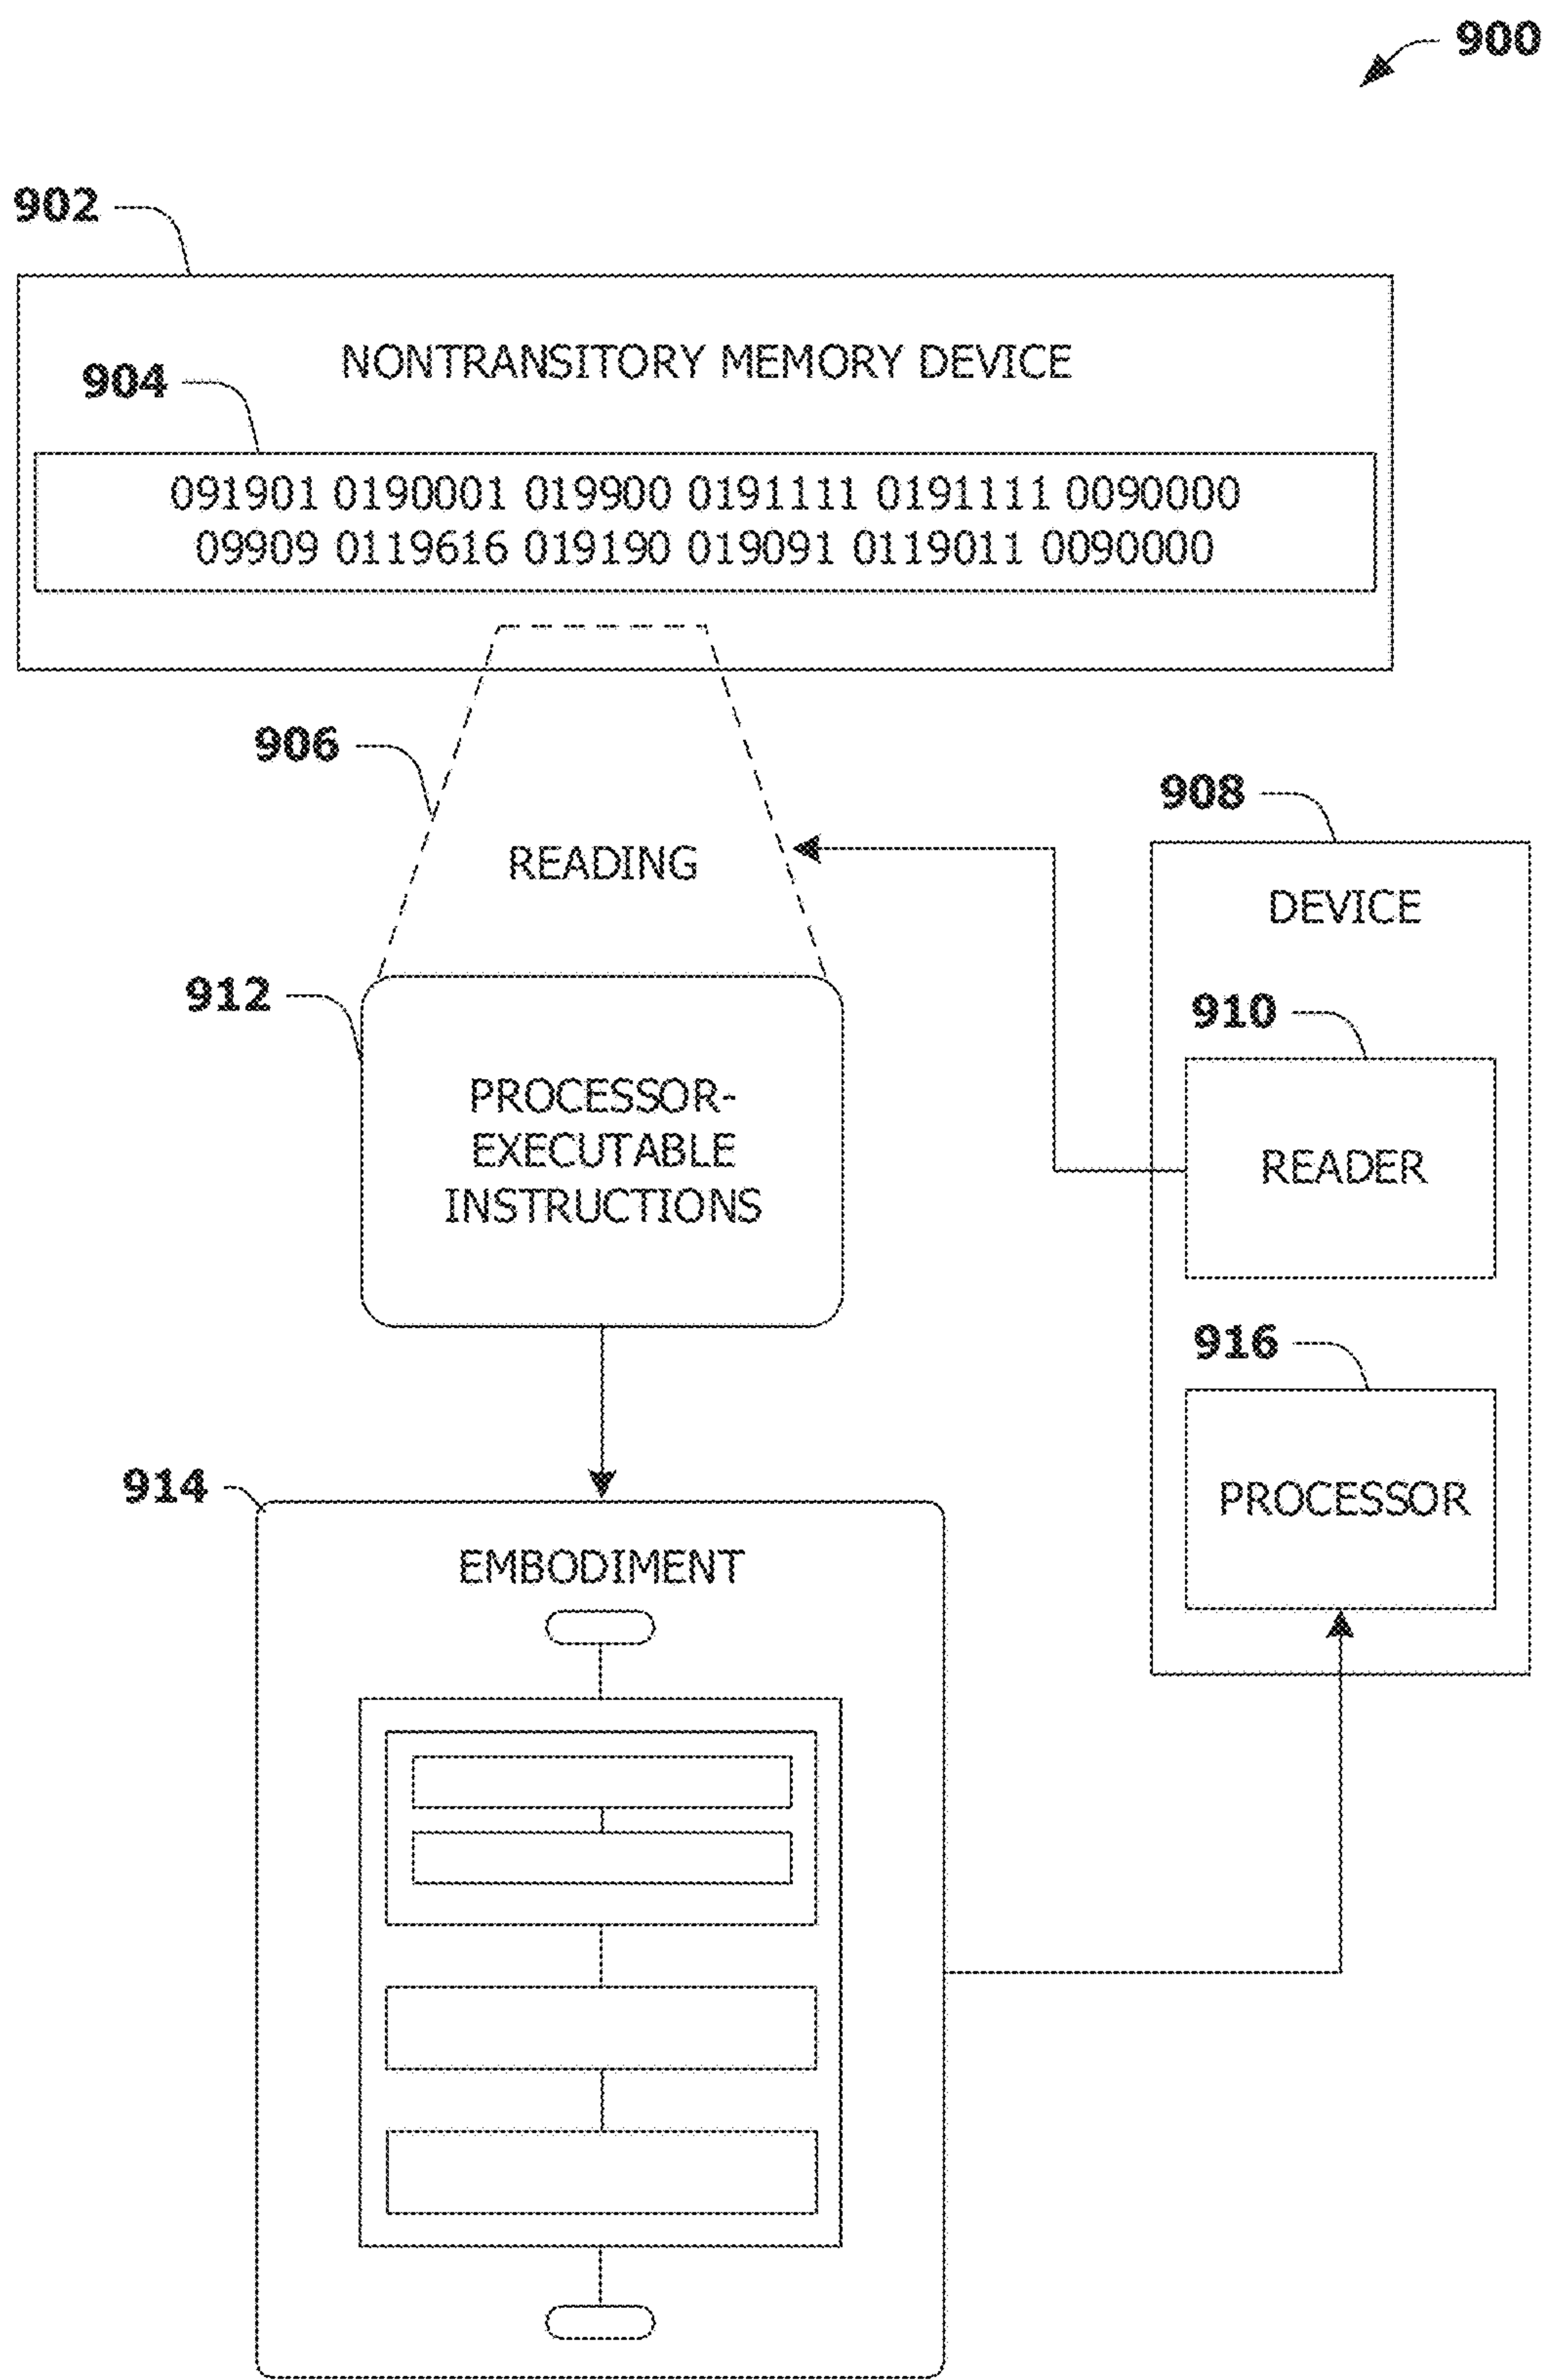 900
902
NONTRANSITORY MEMORY DEVICE
904
091901 0190001 019900 0191111 0191111 0090000
09909 0119616 019190 019091 0119011 0090000
906
READING
908
DEVICE
912
PROCESSOR-
EXECUTABLE
INSTRUCTIONS
910
READER
916
PROCESSOR
914
EMBODIMENT